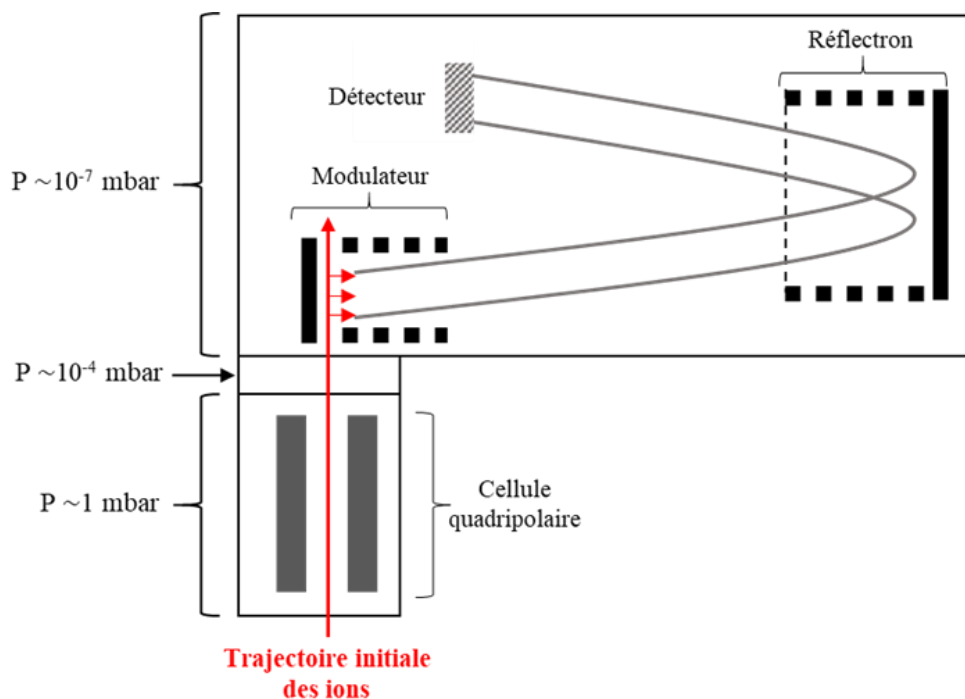 Réflectron
Détecteur
Modulateur
P ~10⁻⁷ mbar
P ~10⁻⁴ mbar
P ~1 mbar
Cellule
quadripolaire
Trajectoire initiale
des ions